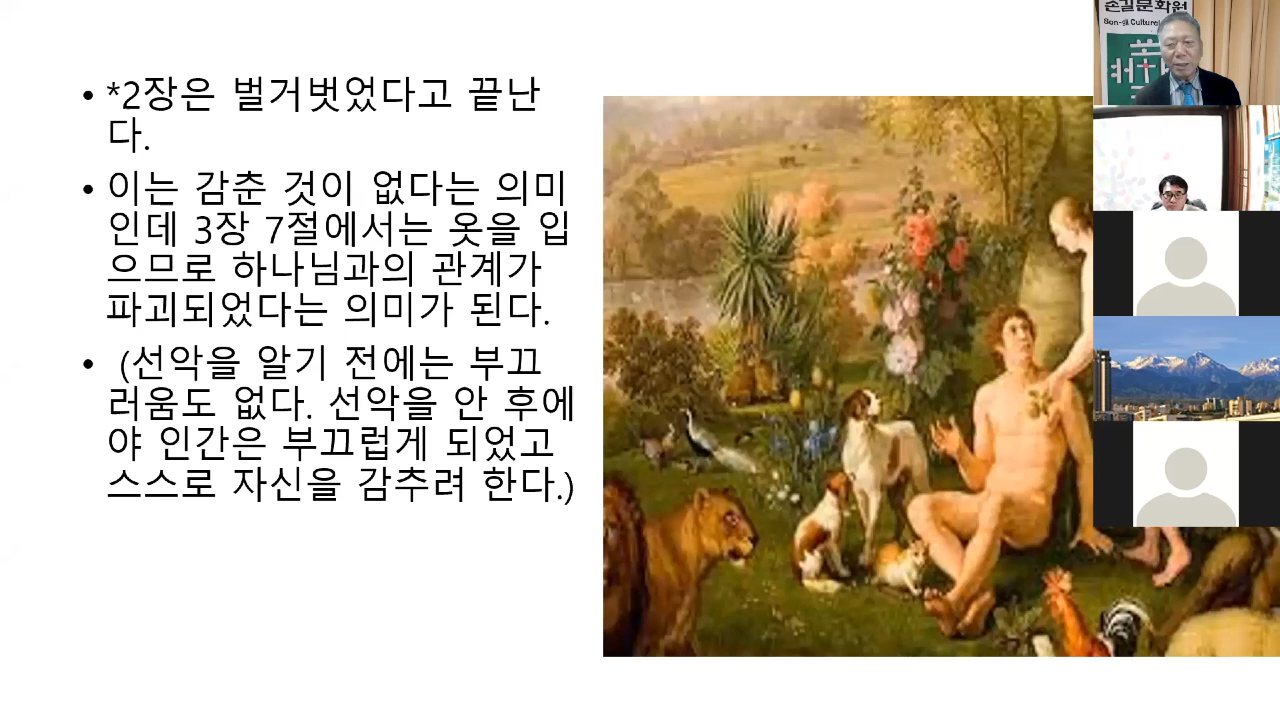 • *2장은 벌거벗었다고 끝난
다.
• 이는 감춘 것이 없다는 의미
인데 3장 7절에서는 옷을 입
으므로 하나님과의 관계가
파괴되었다는 의미가 된다.
• (선악을 알기 전에는 부끄
러움도 없다. 선악을 안 후에
야 인간은 부끄럽게 되었고
스스로 자신을 감추려 한다.)
손길문화원
Son-gil Cultural